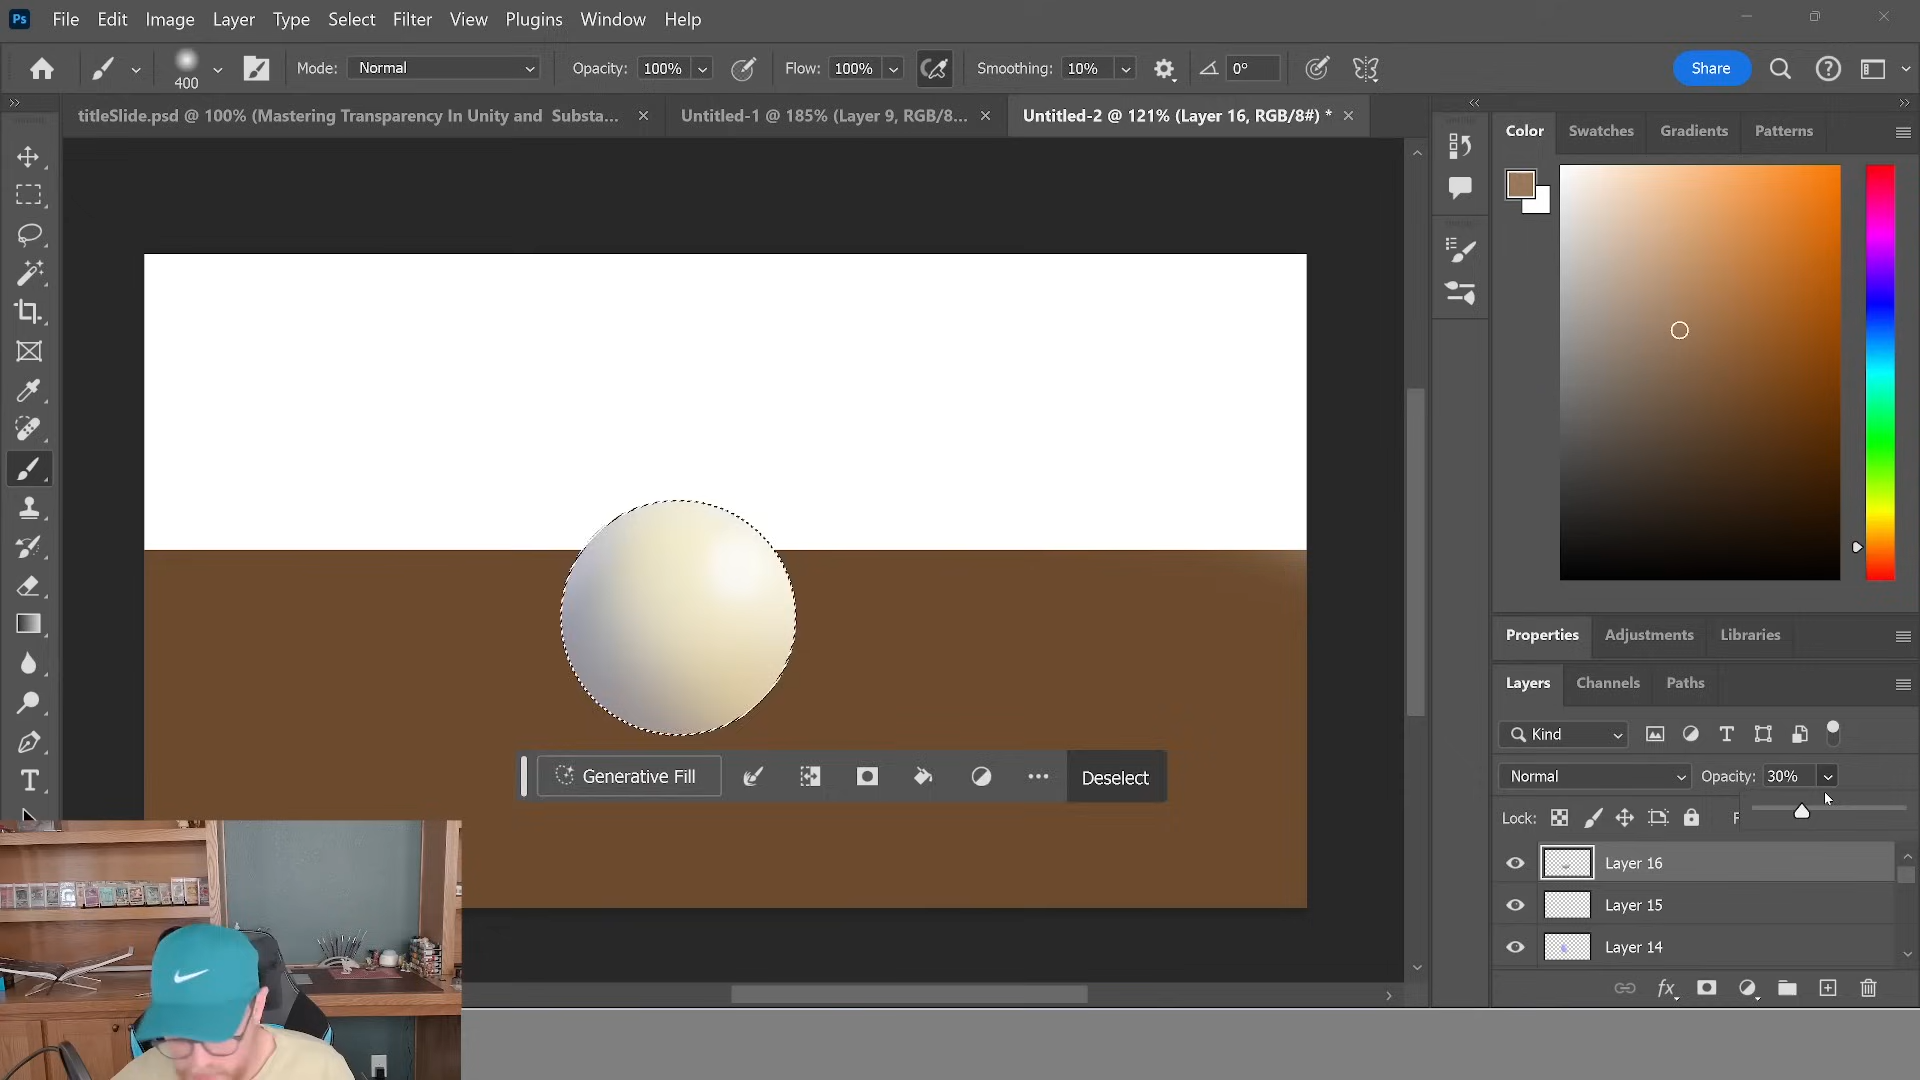 Ps File Edit Image Layer Type Select Filter View Plugins Window Help
400 Mode: Normal Opacity: 100% Flow: 100% Smoothing: 10% 0° Share
titleSlide.psd @ 100% (Mastering Transparency In Unity and Substa... Untitled-1 @ 185% (Layer 9, RGB/8... Untitled-2 @ 121% (Layer 16, RGB/8#) *
Color Swatches Gradients Patterns
Properties Adjustments Libraries
Layers Channels Paths
Kind
Normal Opacity: 30%
Generative Fill Deselect
Lock: F
Layer 16
Layer 15
Layer 14
fx